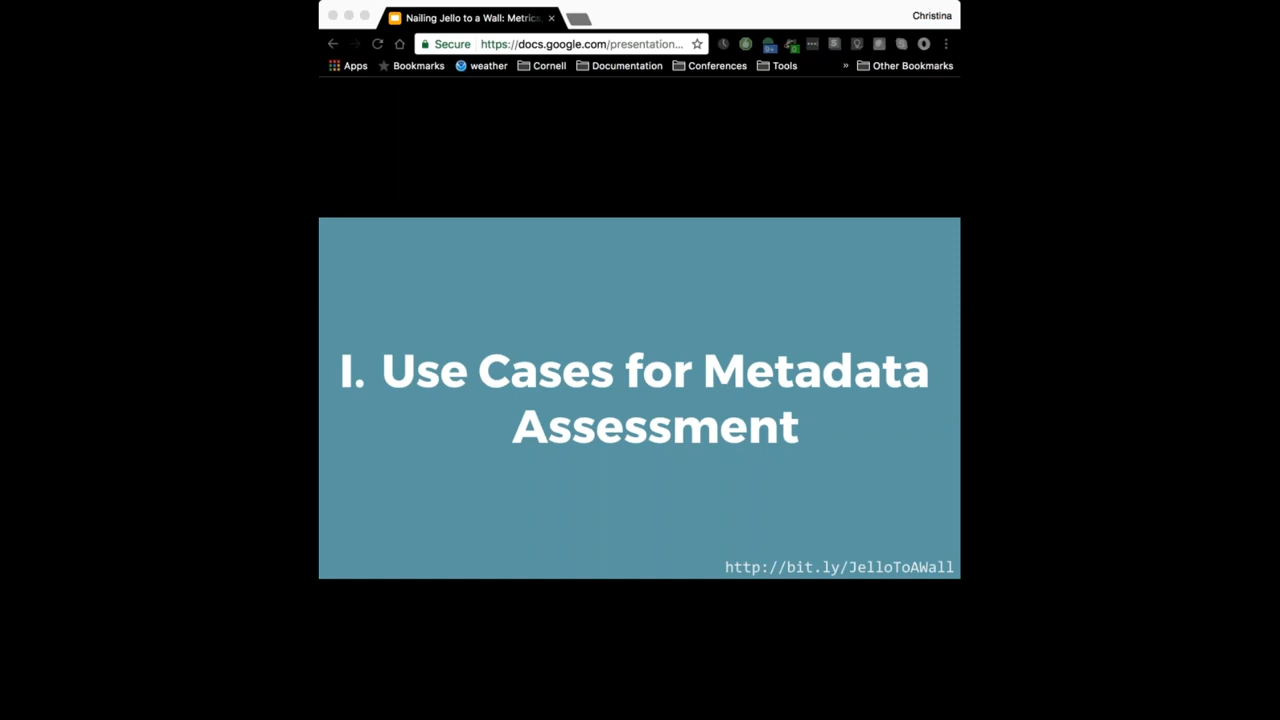 Nailing Jello to a Wall: Metrics,
Christina
Secure https://docs.google.com/presentation...
Apps Bookmarks weather Cornell Documentation Conferences Tools » Other Bookmarks
I. Use Cases for Metadata
Assessment
http://bit.ly/JelloToAWall